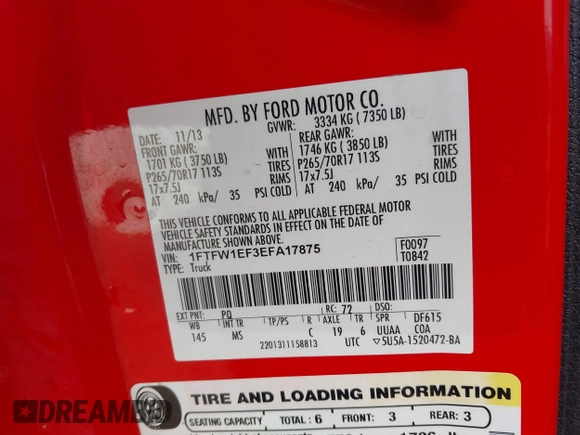 MFD. BY FORD MOTOR CO.
DATE: 11/13 GVWR: 3334 KG ( 7350 LB)
FRONT GAWR: REAR GAWR:
1701 KG ( 3750 LB) WITH 1746 KG ( 3850 LB) WITH
P265/70R17 113S TIRES P265/70R17 113S TIRES
17x7.5J RIMS 17x7.5J RIMS
AT 240 kPa/ 35 PSI COLD AT 240 kPa/ 35 PSI COLD
THIS VEHICLE CONFORMS TO ALL APPLICABLE FEDERAL MOTOR
VEHICLE SAFETY STANDARDS IN EFFECT ON THE DATE OF
MANUFACTURE SHOWN ABOVE.
VIN: 1FTFW1EF3EFA17875 F0097
TYPE: Truck T0842
EXT PNT: PQ RC: 72 DSO:
WB INT TR TP/PS R AXLE TR SPR DF615
145 MS C 19 6 UUAA COA
2201311158813 UTC 5U5A-1520472-BA
TIRE AND LOADING INFORMATION
SEATING CAPACITY TOTAL : 6 FRONT: 3 REAR: 3
DREAMBID